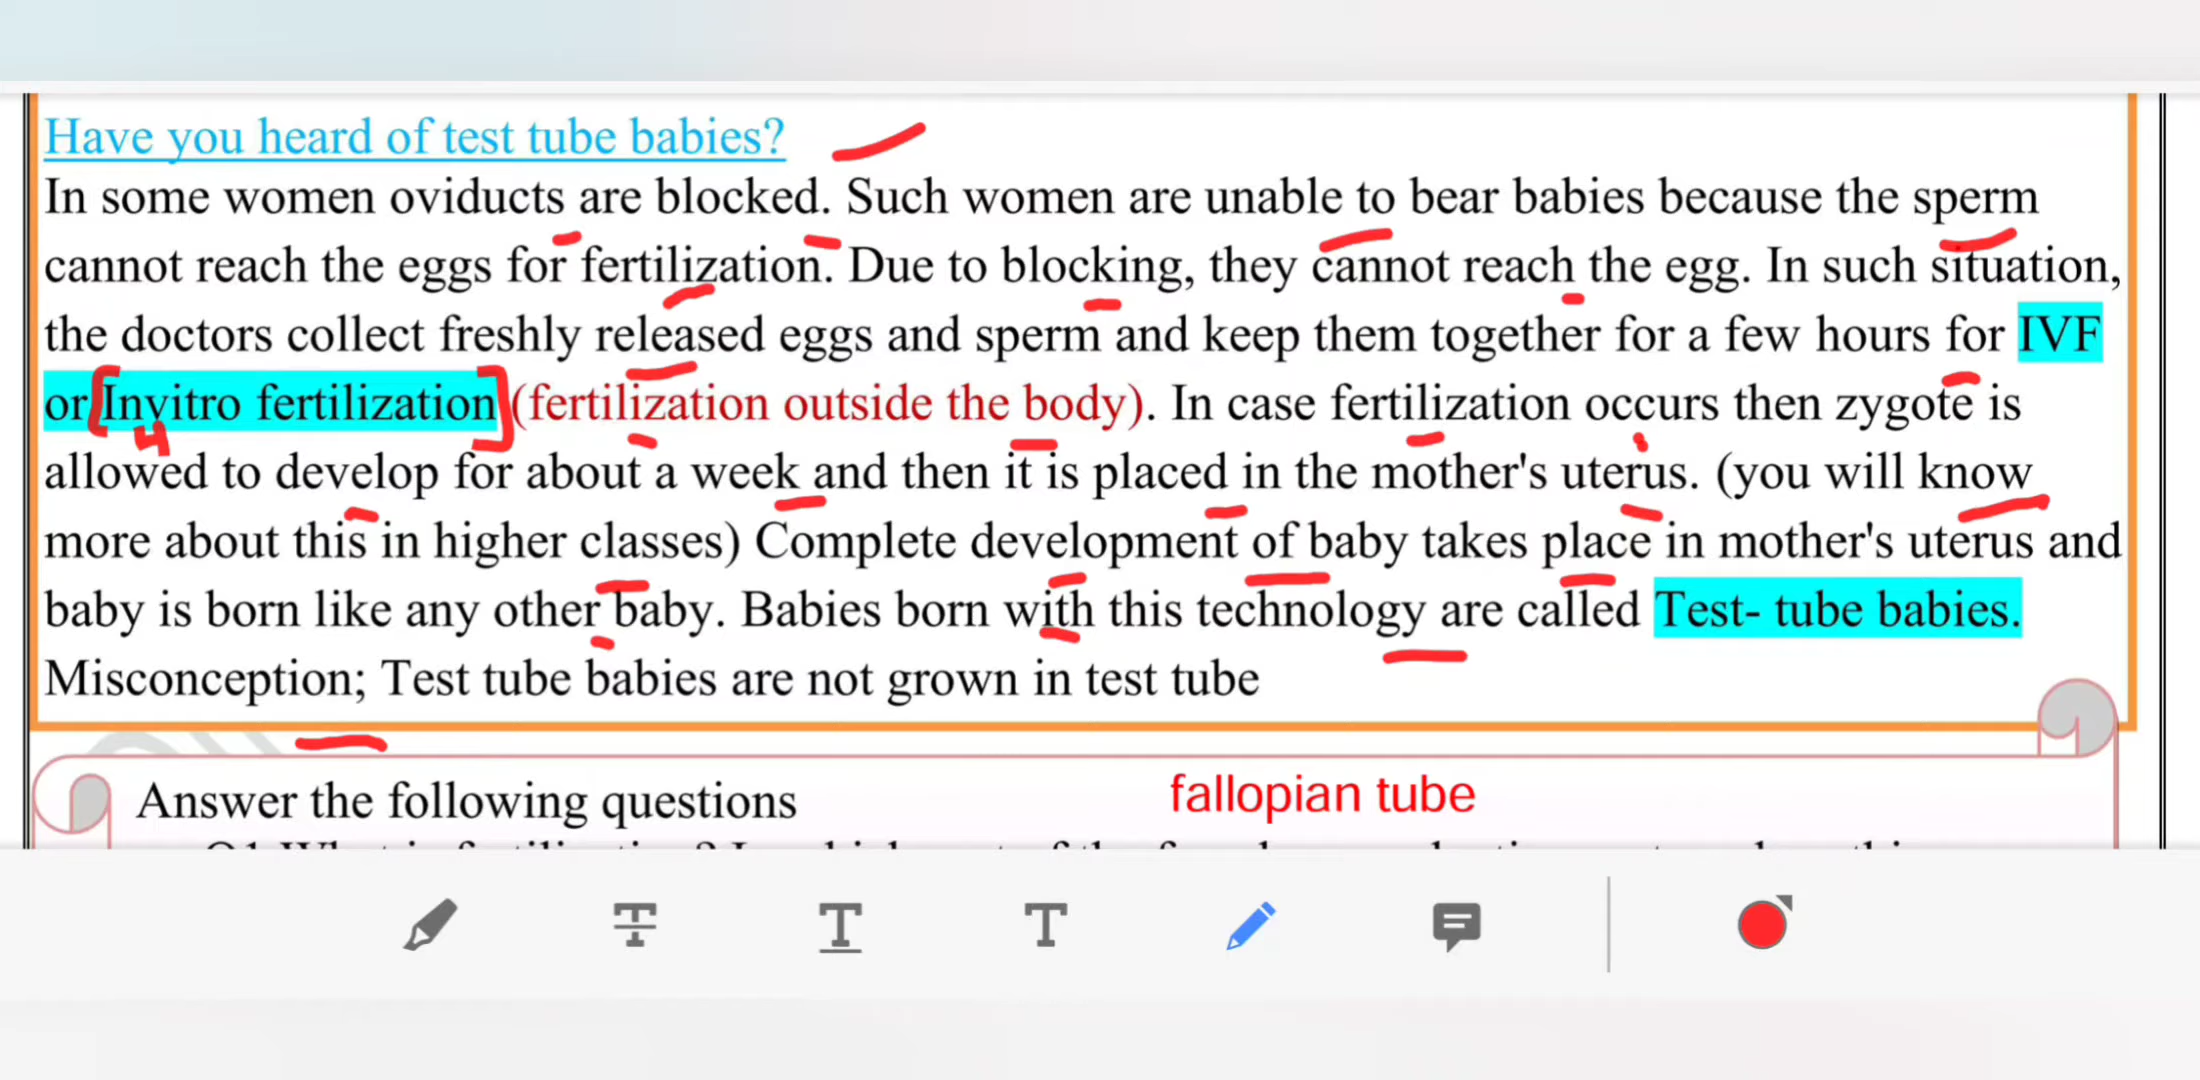 Have you heard of test tube babies?
In some women oviducts are blocked. Such women are unable to bear babies because the sperm
cannot reach the eggs for fertilization. Due to blocking, they cannot reach the egg. In such situation,
the doctors collect freshly released eggs and sperm and keep them together for a few hours for IVF
or Invitro fertilization (fertilization outside the body). In case fertilization occurs then zygote is
allowed to develop for about a week and then it is placed in the mother's uterus. (you will know
more about this in higher classes) Complete development of baby takes place in mother's uterus and
baby is born like any other baby. Babies born with this technology are called Test- tube babies.
Misconception; Test tube babies are not grown in test tube
Answer the following questions
fallopian tube